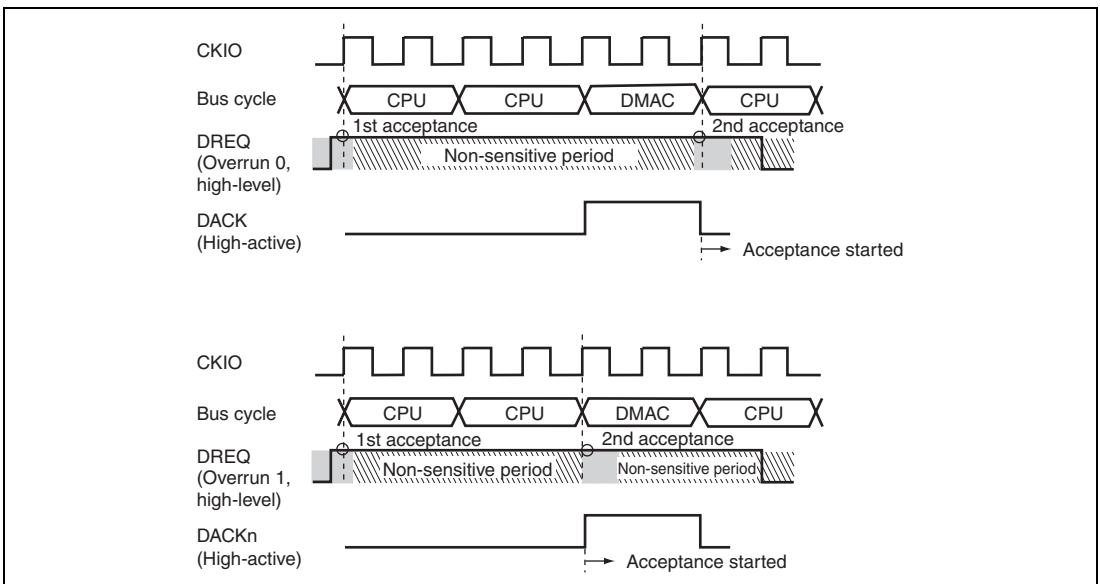 CKIO
Bus cycle CPU CPU DMAC CPU
1st acceptance 2nd acceptance
DREQ
(Overrun 0,
high-level)
Non-sensitive period
DACK
(High-active)
Acceptance started
CKIO
Bus cycle CPU CPU DMAC CPU
1st acceptance 2nd acceptance
DREQ
(Overrun 1,
high-level)
Non-sensitive period Non-sensitive period
DACKn
(High-active)
Acceptance started